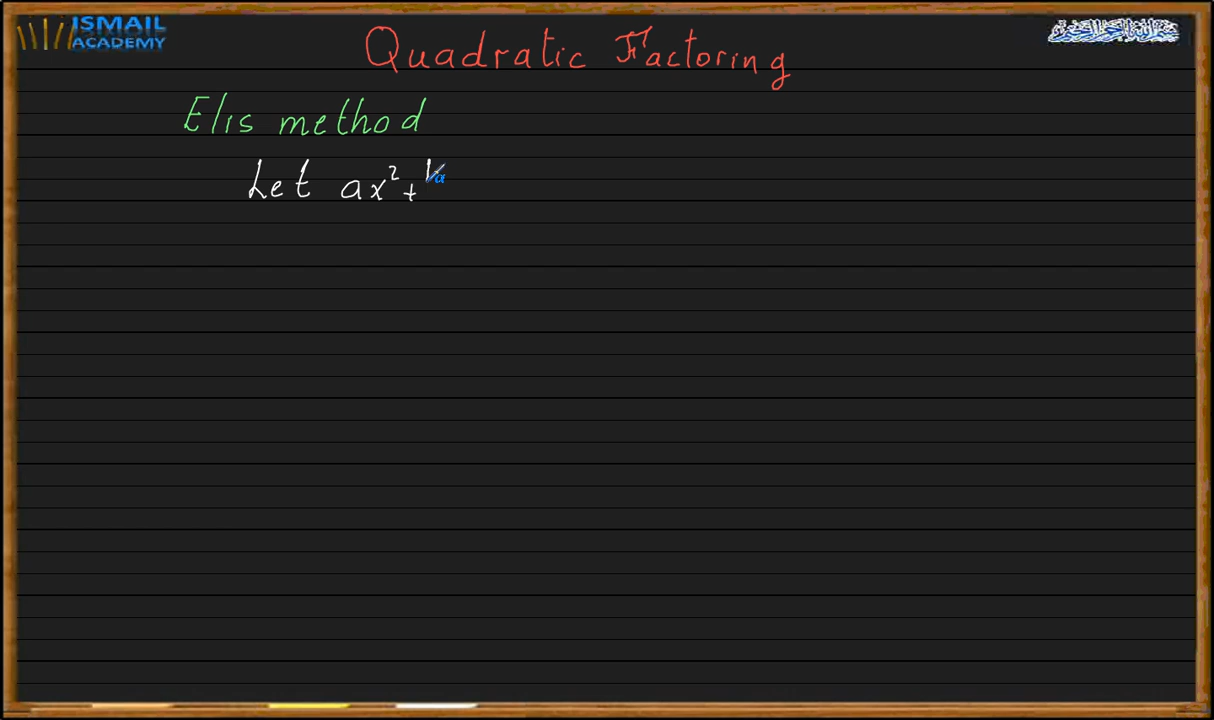 ISMAIL
ACADEMY
Quadratic Factoring
Elis method
Let ax²+